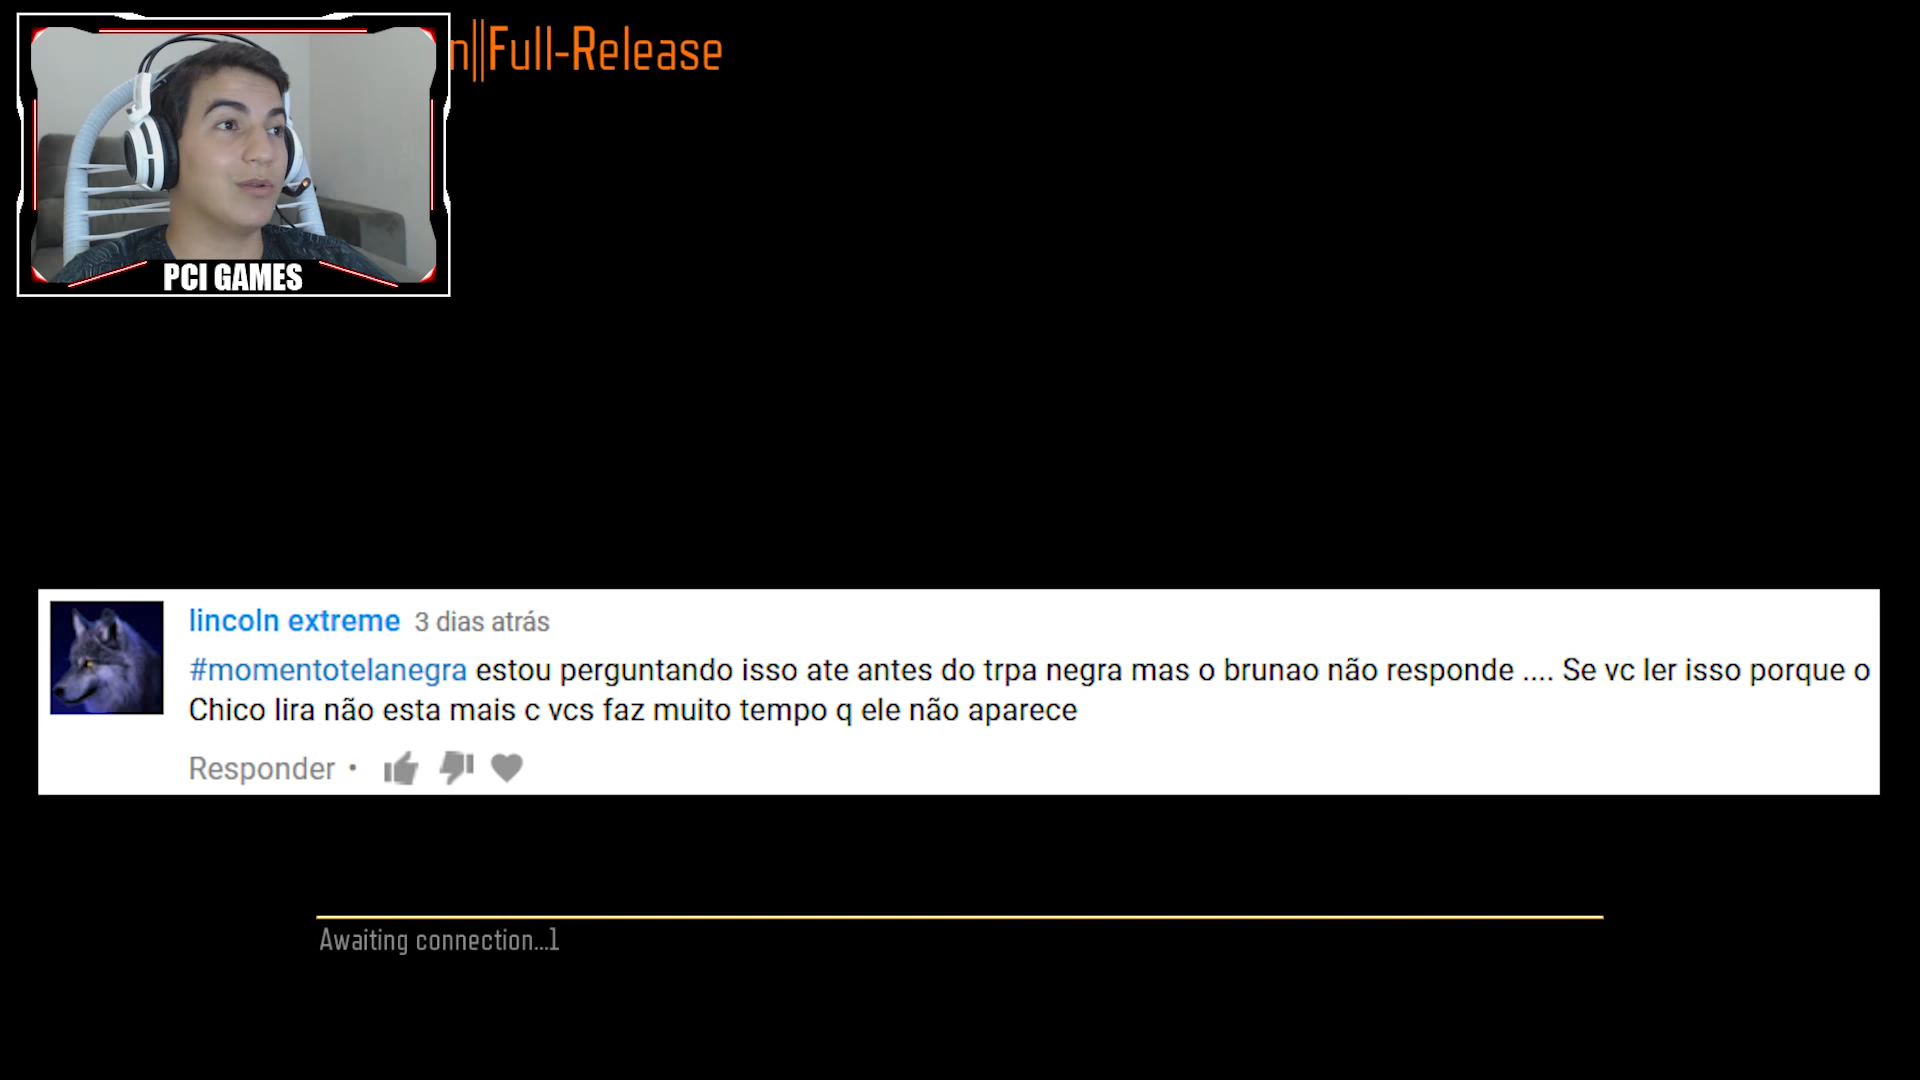 n||Full-Release
PCI GAMES
lincoln extreme 3 dias atrás
#momentotelanegra estou perguntando isso ate antes do trpa negra mas o brunao não responde .... Se vc ler isso porque o
Chico lira não esta mais c vcs faz muito tempo q ele não aparece
Responder •
Awaiting connection...1